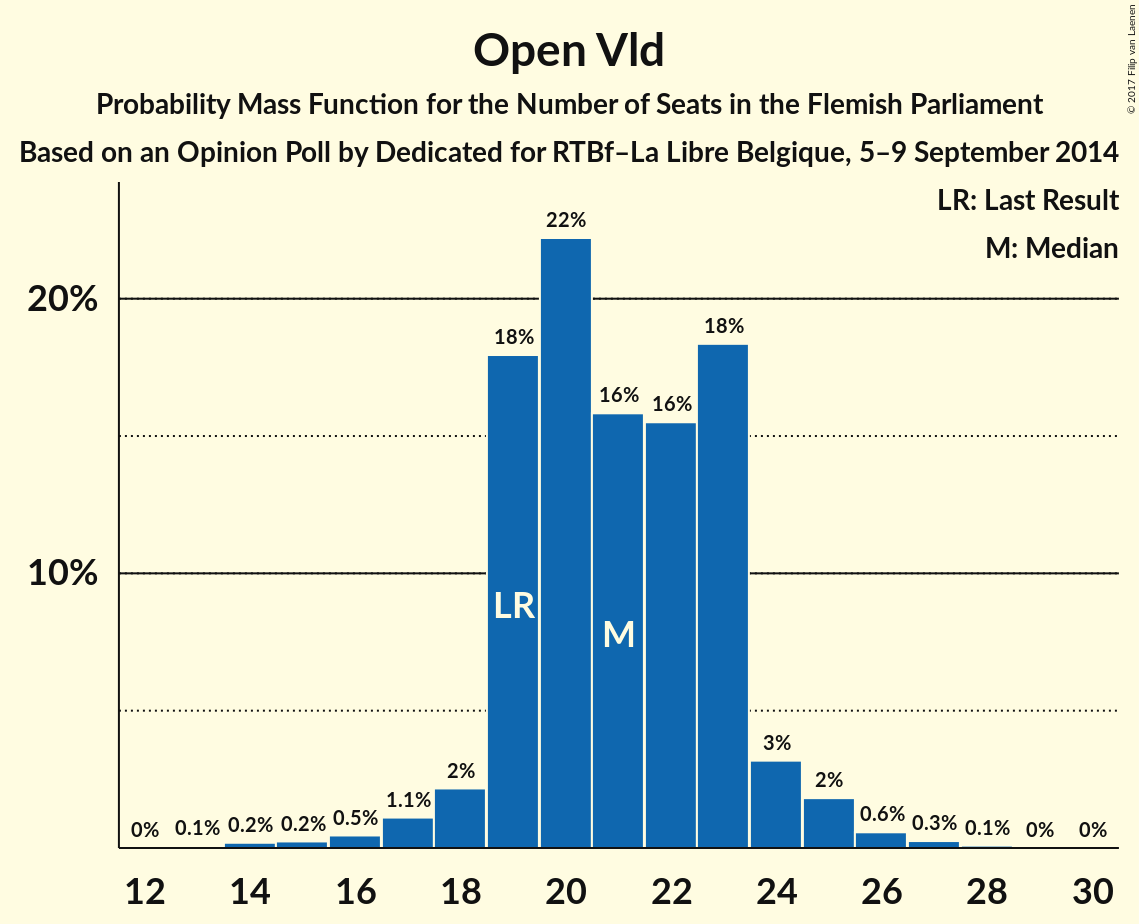 Open Vld
Probability Mass Function for the Number of Seats in the Flemish Parliament
Based on an Opinion Poll by Dedicated for RTBf–La Libre Belgique, 5–9 September 2014
© 2017 Filip van Laenen
LR: Last Result
M: Median
20%
10%
0%
0.1%
0.2%
0.2%
0.5%
1.1%
2%
18%
22%
16%
16%
18%
3%
2%
0.6%
0.3%
0.1%
0%
0%
LR
M
12 14 16 18 20 22 24 26 28 30